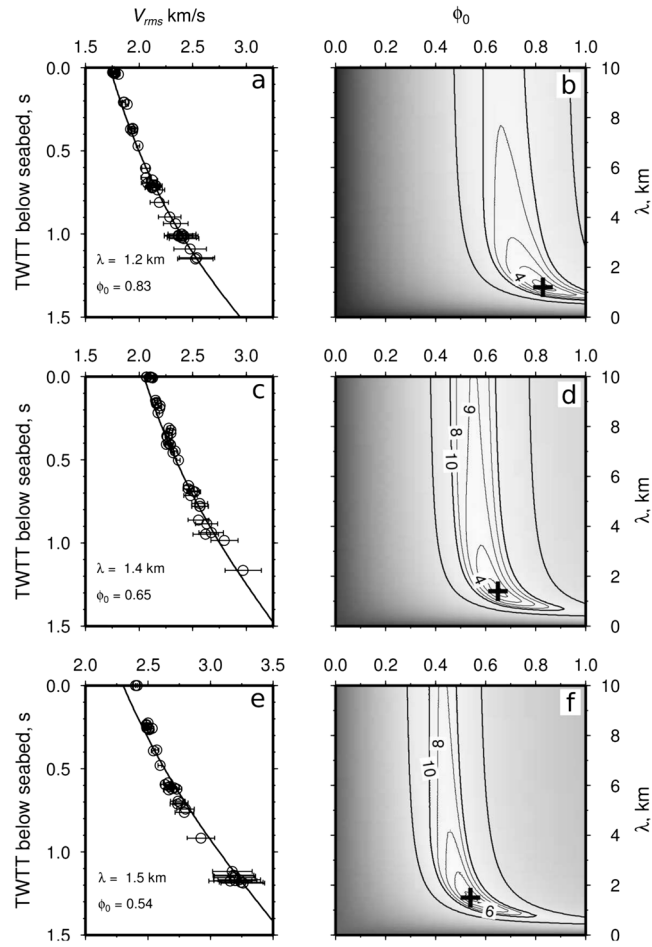 V_rms km/s
ϕ₀
1.5 2.0 2.5 3.0
0.0 0.2 0.4 0.6 0.8 1.0
0.0
0.5
1.0
1.5
TWTT below seabed, s
a
λ = 1.2 km
ϕ₀ = 0.83
b
4
10
8
6
4
2
0
λ, km
1.5 2.0 2.5 3.0
0.0 0.2 0.4 0.6 0.8 1.0
0.0
0.5
1.0
1.5
TWTT below seabed, s
c
λ = 1.4 km
ϕ₀ = 0.65
d
9
8
10
4
10
8
6
4
2
0
λ, km
2.0 2.5 3.0 3.5
0.0 0.2 0.4 0.6 0.8 1.0
0.0
0.5
1.0
1.5
TWTT below seabed, s
e
λ = 1.5 km
ϕ₀ = 0.54
f
8
10
6
10
8
6
4
2
0
λ, km